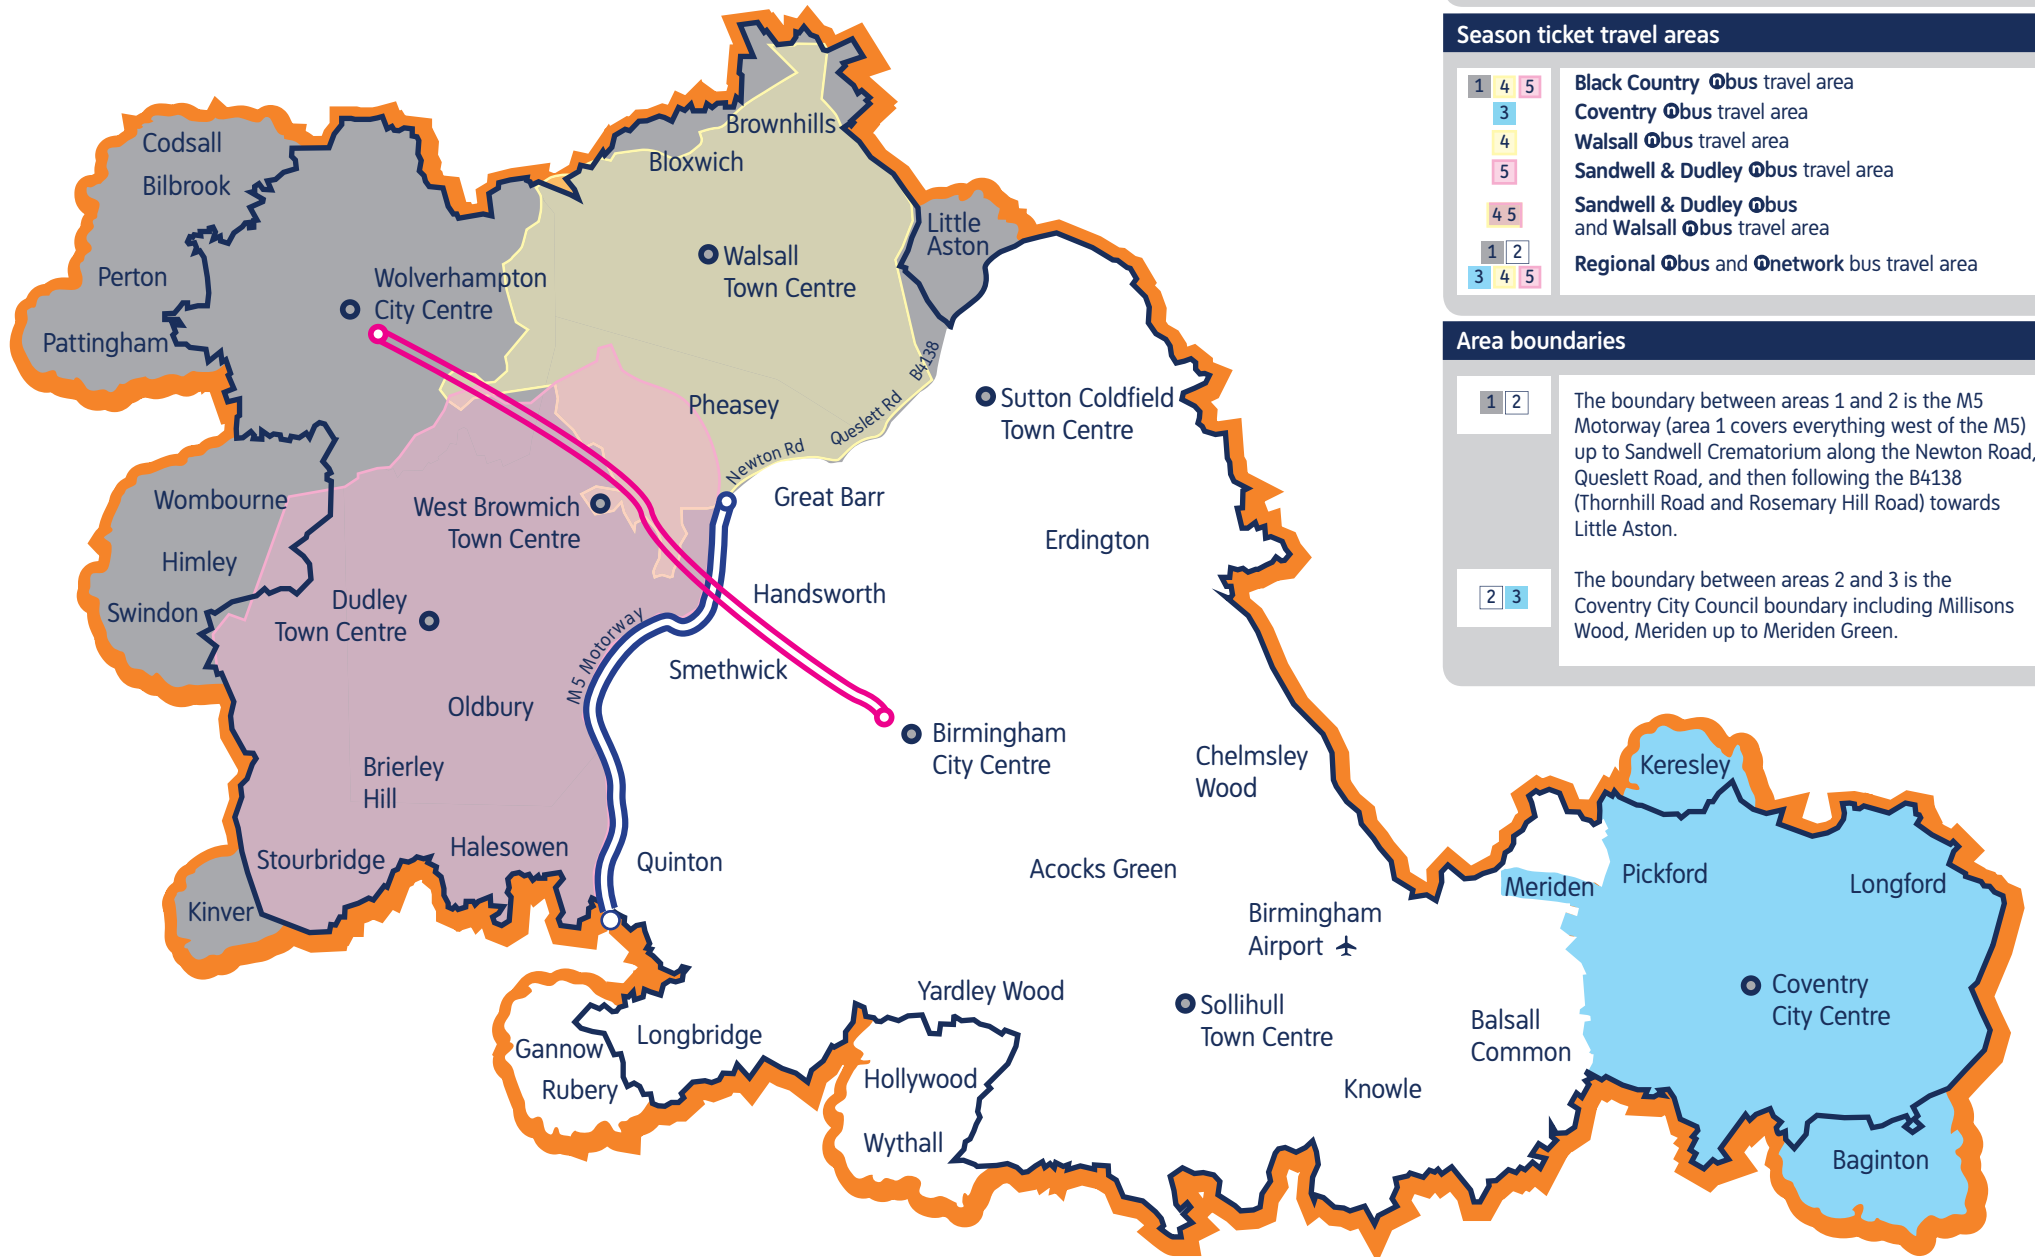 Codsall
Bilbrook
Perton
Pattingham
Wolverhampton
City Centre
Brownhills
Bloxwich
Walsall
Town Centre
Little
Aston
B4138
Queslett Rd
Newton Rd
Pheasey
Sutton Coldfield
Town Centre
Wombourne
Himley
Swindon
West Browmich
Town Centre
Great Barr
Erdington
Dudley
Town Centre
Handsworth
M5 Motorway
Smethwick
Oldbury
Birmingham
City Centre
Brierley
Hill
Chelmsley
Wood
Stourbridge
Halesowen
Quinton
Kinver
Acocks Green
Birmingham
Airport
Yardley Wood
Sollihull
Town Centre
Longbridge
Gannow
Rubery
Hollywood
Wythall
Knowle
Balsall
Common
Keresley
Meriden
Pickford
Longford
Coventry
City Centre
Baginton
Season ticket travel areas
1 4 5 Black Country nbus travel area
3 Coventry nbus travel area
4 Walsall nbus travel area
5 Sandwell & Dudley nbus travel area
4 5 Sandwell & Dudley nbus
and Walsall nbus travel area
1 2
3 4 5 Regional nbus and nnetwork bus travel area
Area boundaries
1 2 The boundary between areas 1 and 2 is the M5
Motorway (area 1 covers everything west of the M5)
up to Sandwell Crematorium along the Newton Road,
Queslett Road, and then following the B4138
(Thornhill Road and Rosemary Hill Road) towards
Little Aston.
2 3 The boundary between areas 2 and 3 is the
Coventry City Council boundary including Millisons
Wood, Meriden up to Meriden Green.